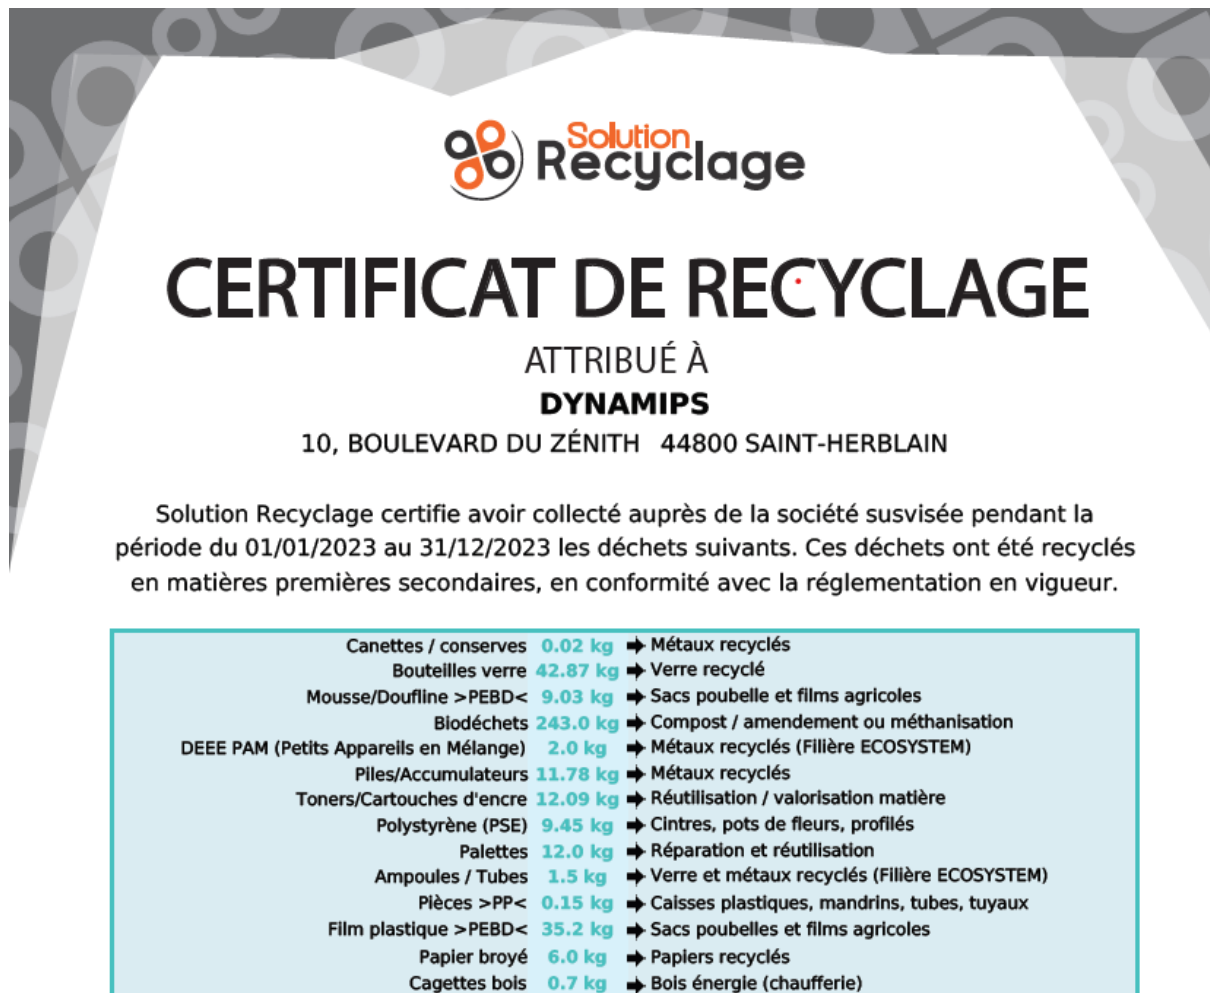 Solution
Recyclage
CERTIFICAT DE RECYCLAGE
ATTRIBUÉ À
DYNAMIPS
10, BOULEVARD DU ZÉNITH 44800 SAINT-HERBLAIN
Solution Recyclage certifie avoir collecté auprès de la société susvisée pendant la
période du 01/01/2023 au 31/12/2023 les déchets suivants. Ces déchets ont été recyclés
en matières premières secondaires, en conformité avec la réglementation en vigueur.
Canettes / conserves 0.02 kg ➡ Métaux recyclés
Bouteilles verre 42.87 kg ➡ Verre recyclé
Mousse/Doufline >PEBD< 9.03 kg ➡ Sacs poubelle et films agricoles
Biodéchets 243.0 kg ➡ Compost / amendement ou méthanisation
DEEE PAM (Petits Appareils en Mélange) 2.0 kg ➡ Métaux recyclés (Filière ECOSYSTEM)
Piles/Accumulateurs 11.78 kg ➡ Métaux recyclés
Toners/Cartouches d'encre 12.09 kg ➡ Réutilisation / valorisation matière
Polystyrène (PSE) 9.45 kg ➡ Cintres, pots de fleurs, profilés
Palettes 12.0 kg ➡ Réparation et réutilisation
Ampoules / Tubes 1.5 kg ➡ Verre et métaux recyclés (Filière ECOSYSTEM)
Pièces >PP< 0.15 kg ➡ Caisses plastiques, mandrins, tubes, tuyaux
Film plastique >PEBD< 35.2 kg ➡ Sacs poubelles et films agricoles
Papier broyé 6.0 kg ➡ Papiers recyclés
Cagettes bois 0.7 kg ➡ Bois énergie (chaufferie)